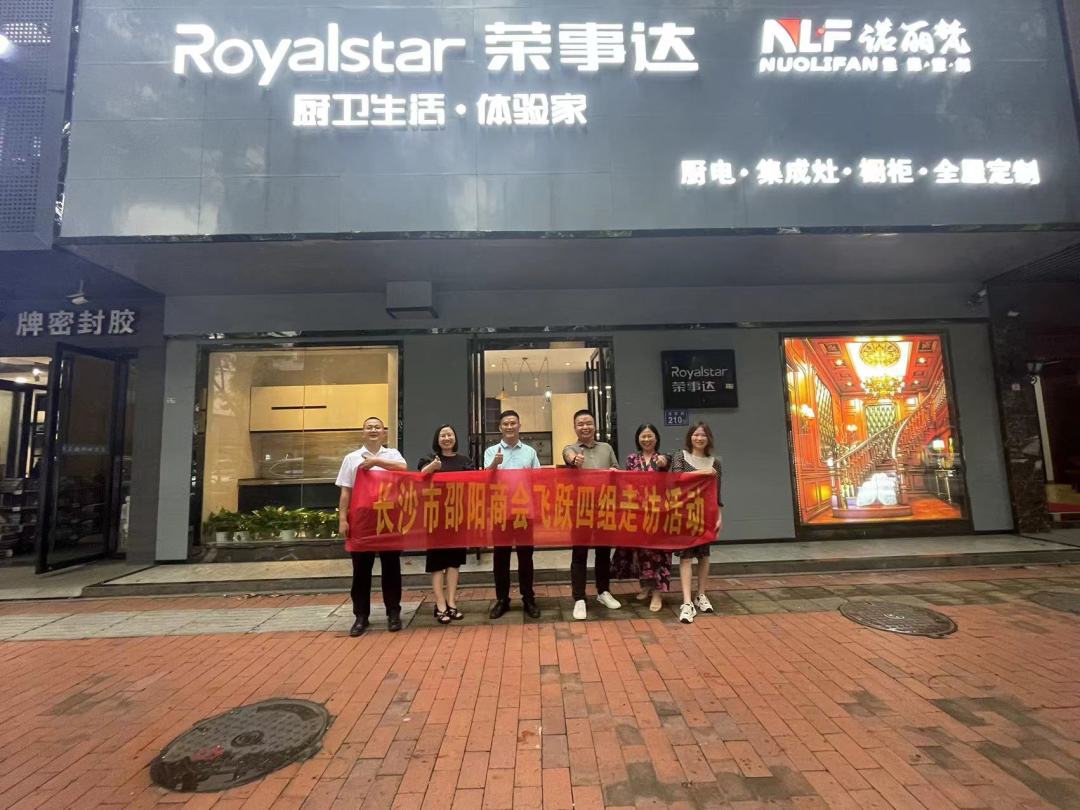 Royalstar 荣事达
NLF 诺丽梵
NUOLIFAN
厨卫生活·体验家
厨电·集成灶·橱柜·全屋定制
牌密封胶
Royalstar
荣事达
210
长沙市邵阳商会飞跃四组走访活动